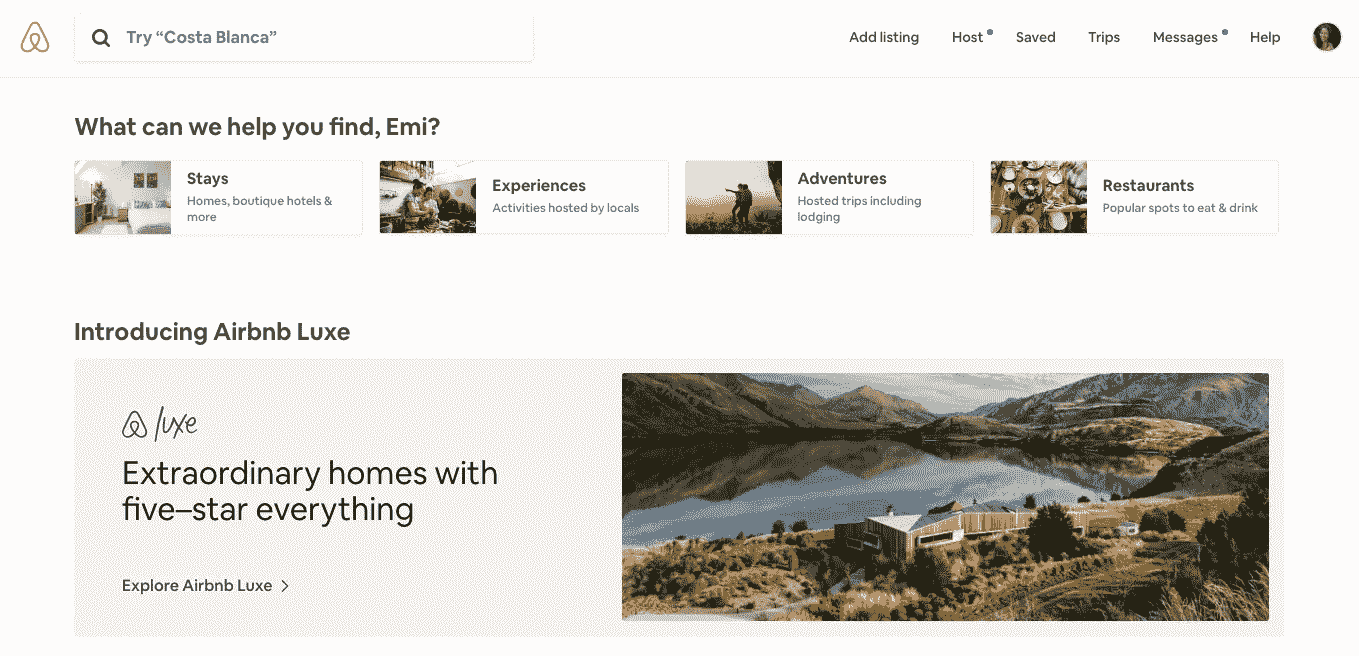 Try “Costa Blanca”
Add listing
Host
Saved
Trips
Messages
Help
What can we help you find, Emi?
Stays
Homes, boutique hotels &
more
Experiences
Activities hosted by locals
Adventures
Hosted trips including
lodging
Restaurants
Popular spots to eat & drink
Introducing Airbnb Luxe
luxe
Extraordinary homes with
five–star everything
Explore Airbnb Luxe